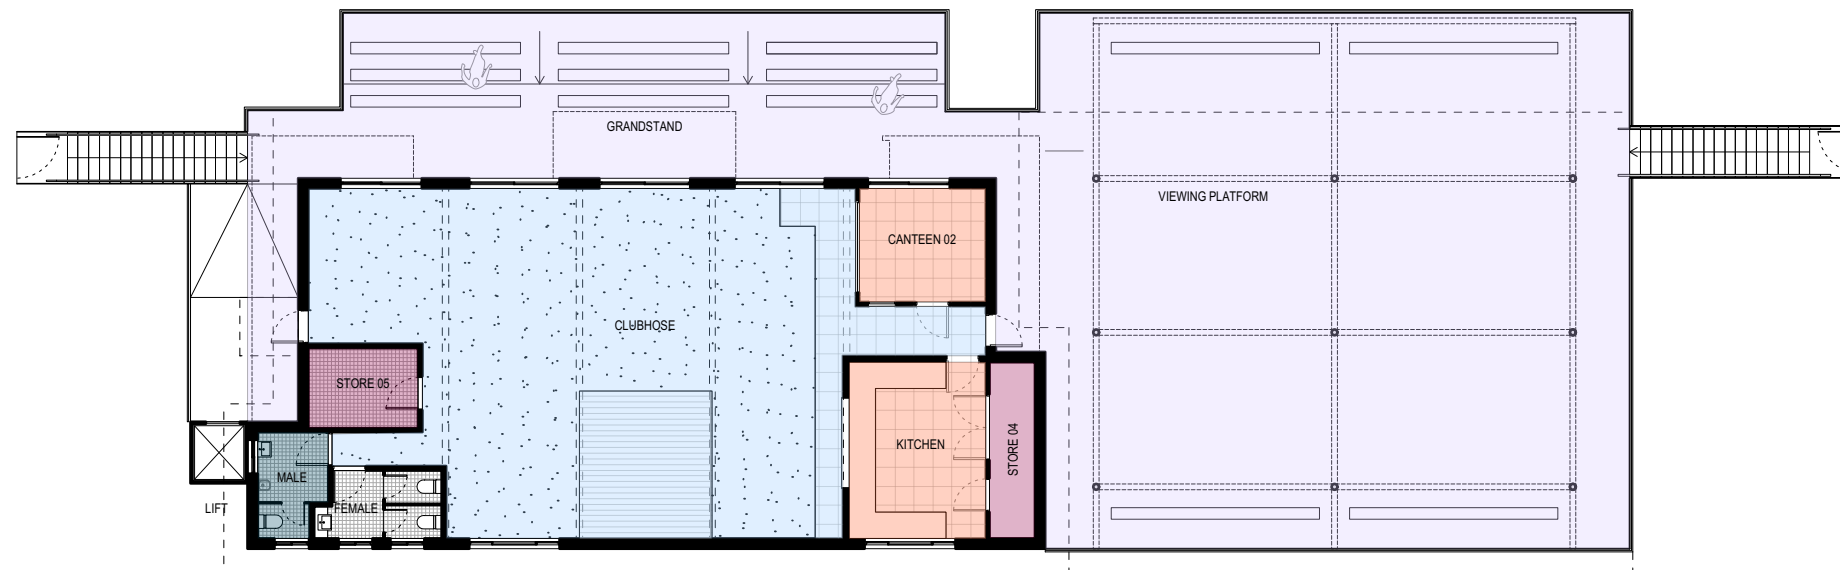 GRANDSTAND
VIEWING PLATFORM
CANTEEN 02
CLUBHOSE
STORE 05
KITCHEN
STORE 04
MALE
LIFT
FEMALE